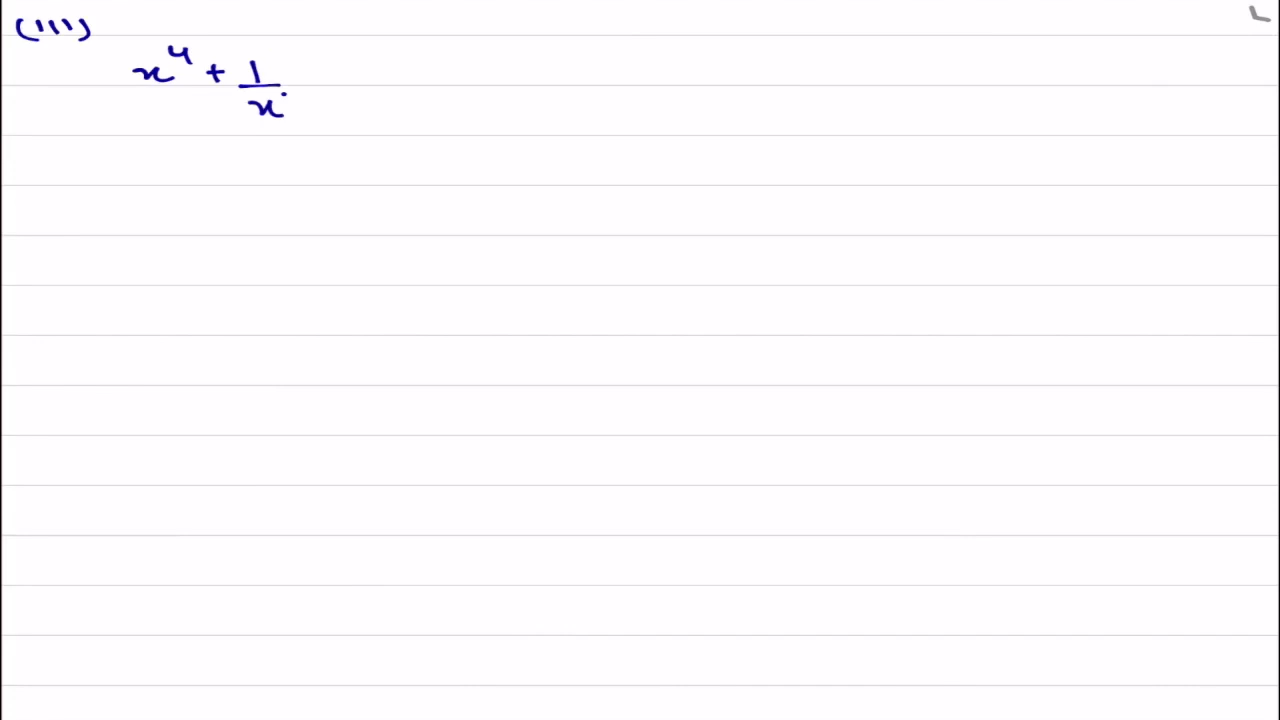 (iii)
x⁴ + 1/x